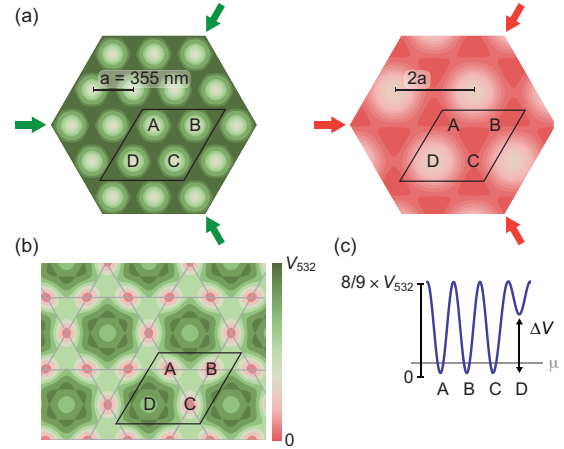 (a)
a = 355 nm
A B
D C
2a
A B
D C
(b)
V532
0
A B
D C
(c)
8/9 × V532
ΔV
μ
0
A B C D